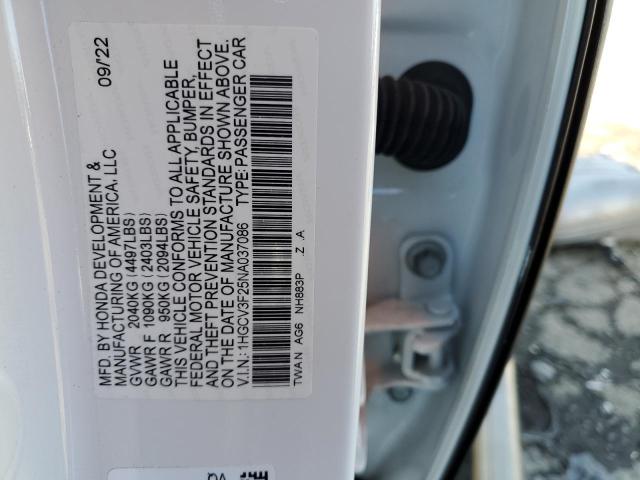 MFD. BY HONDA DEVELOPMENT & 09/22
MANUFACTURING OF AMERICA, LLC
GVWR 2040KG (4497LBS)
GAWR F 1090KG (2403LBS)
GAWR R 950KG (2094LBS)
THIS VEHICLE CONFORMS TO ALL APPLICABLE
FEDERAL MOTOR VEHICLE SAFETY, BUMPER,
AND THEFT PREVENTION STANDARDS IN EFFECT
ON THE DATE OF MANUFACTURE SHOWN ABOVE.
V.I.N.: 1HGCV3F25NA037086 TYPE: PASSENGER CAR
TWAN AG6 NH883P Z .A